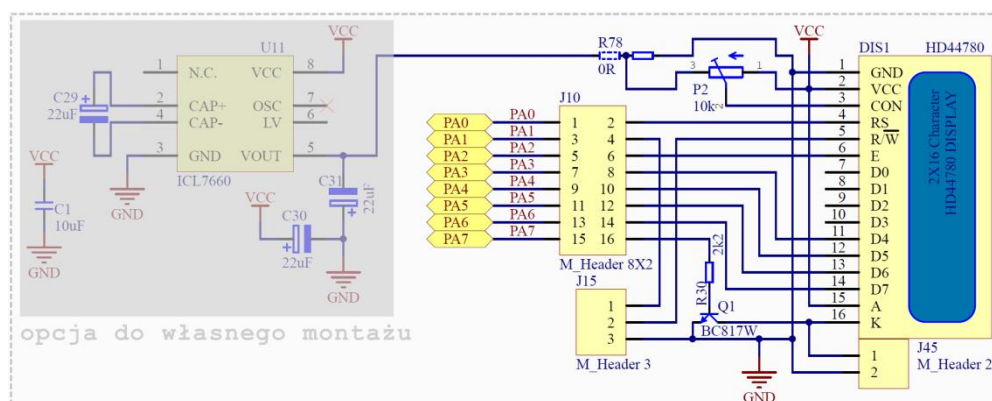 U11
VCC
1 N.C. VCC 8
2 CAP+ OSC 7
4 CAP- LV 6
3 GND VOUT 5
ICL7660
C29
22uF
VCC
C1
10uF
GND
GND
VCC
C30
22uF
C31
22uF
GND
opcja do własnego montażu
R78
0R
3 1
P2
10k
2
VCC
J10
PA0 PA0 1 2
PA1 PA1 3 4
PA2 PA2 5 6
PA3 PA3 7 8
PA4 PA4 9 10
PA5 PA5 11 12
PA6 PA6 13 14
PA7 PA7 15 16
M_Header 8X2
J15
1
2
3
M_Header 3
2k2
R30
Q1
BC817W
GND
DIS1 HD44780
1 GND
2 VCC
3 CON
4 RS
5 R/W
6 E
7 D0
8 D1
9 D2
10 D3
11 D4
12 D5
13 D6
14 D7
15 A
16 K
2X16 Character
HD44780 DISPLAY
J45
1
2
M_Header 2